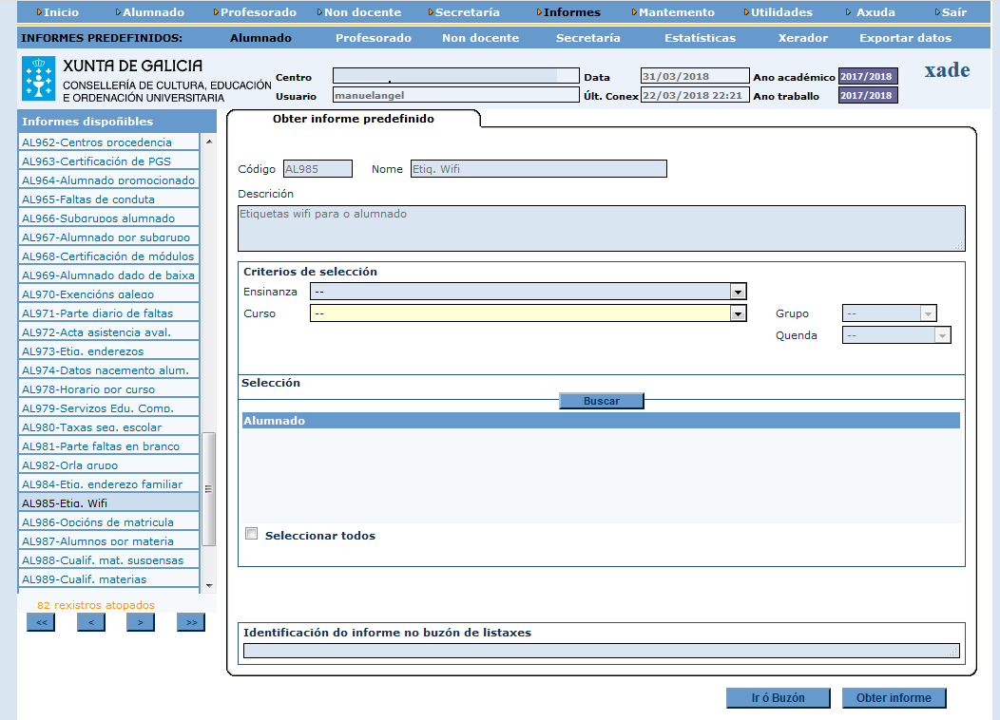 Inicio Alumnado Profesorado Non docente Secretaría Informes Mantemento Utilidades Axuda Saír
INFORMES PREDEFINIDOS: Alumnado Profesorado Non docente Secretaría Estatísticas Xerador Exportar datos
XUNTA DE GALICIA
CONSELLERÍA DE CULTURA, EDUCACIÓN
E ORDENACIÓN UNIVERSITARIA
Centro Data 31/03/2018 Ano académico 2017/2018
Usuario manuelangel Últ. Conex 22/03/2018 22:21 Ano traballo 2017/2018
xade
Informes dispoñibles
AL962-Centros procedencia
AL963-Certificación de PGS
AL964-Alumnado promocionado
AL965-Faltas de conduta
AL966-Subgrupos alumnado
AL967-Alumnado por subgrupo
AL968-Certificación de módulos
AL969-Alumnado dado de baixa
AL970-Exencións galego
AL971-Parte diario de faltas
AL972-Acta asistencia aval.
AL973-Etiq. enderezos
AL974-Datos nacemento alum.
AL978-Horario por curso
AL979-Servizos Edu. Comp.
AL980-Taxas seg. escolar
AL981-Parte faltas en branco
AL982-Orla grupo
AL984-Etiq. enderezo familiar
AL985-Etiq. Wifi
AL986-Opcións de matricula
AL987-Alumnos por materia
AL988-Cualif. mat. suspensas
AL989-Cualif. materias
82 rexistros atopados
<< < > >>
Obter informe predefinido
Código AL985 Nome Etiq. Wifi
Descrición
Etiquetas wifi para o alumnado
Criterios de selección
Ensinanza --
Curso -- Grupo --
Quenda --
Selección
Buscar
Alumnado
Seleccionar todos
Identificación do informe no buzón de listaxes
Ir ó Buzón Obter informe